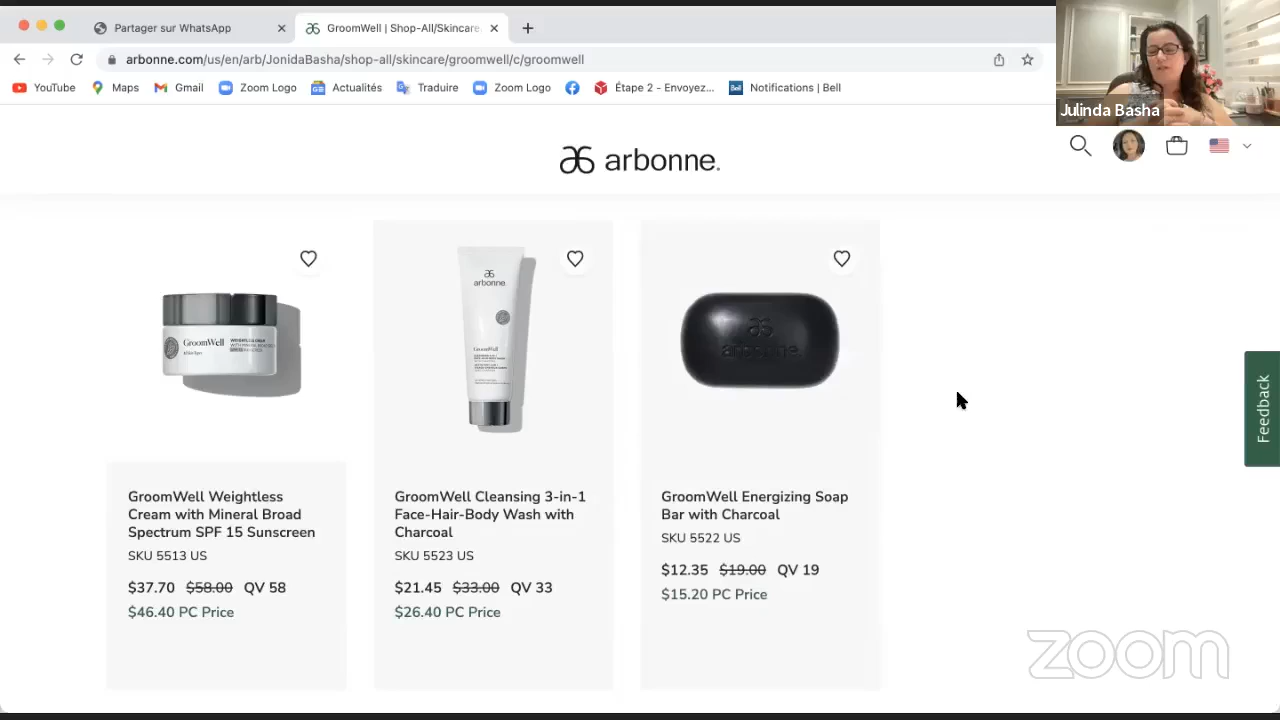 Partager sur WhatsApp
GroomWell | Shop-All/Skincare
arbonne.com/us/en/arb/JonidaBasha/shop-all/skincare/groomwell/c/groomwell
YouTube
Maps
Gmail
Zoom Logo
Actualités
Traduire
Zoom Logo
Étape 2 - Envoyez...
Bell
Notifications | Bell
Julinda Basha
arbonne.
GroomWell
arbonne.
GroomWell
arbonne
Feedback
GroomWell Weightless
Cream with Mineral Broad
Spectrum SPF 15 Sunscreen
SKU 5513 US
$37.70 $58.00 QV 58
$46.40 PC Price
GroomWell Cleansing 3-in-1
Face-Hair-Body Wash with
Charcoal
SKU 5523 US
$21.45 $33.00 QV 33
$26.40 PC Price
GroomWell Energizing Soap
Bar with Charcoal
SKU 5522 US
$12.35 $19.00 QV 19
$15.20 PC Price
zoom